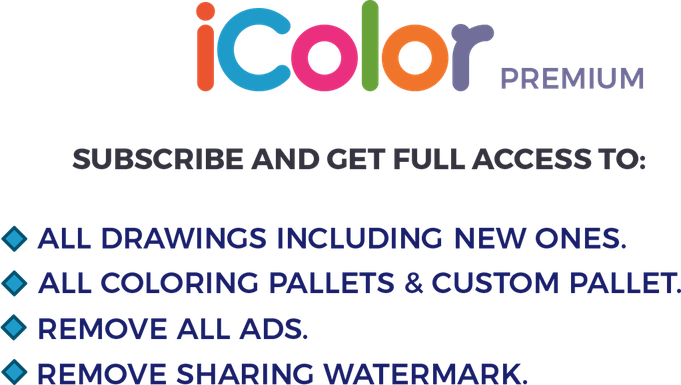 iColor PREMIUM
SUBSCRIBE AND GET FULL ACCESS TO:
ALL DRAWINGS INCLUDING NEW ONES.
ALL COLORING PALLETS & CUSTOM PALLET.
REMOVE ALL ADS.
REMOVE SHARING WATERMARK.